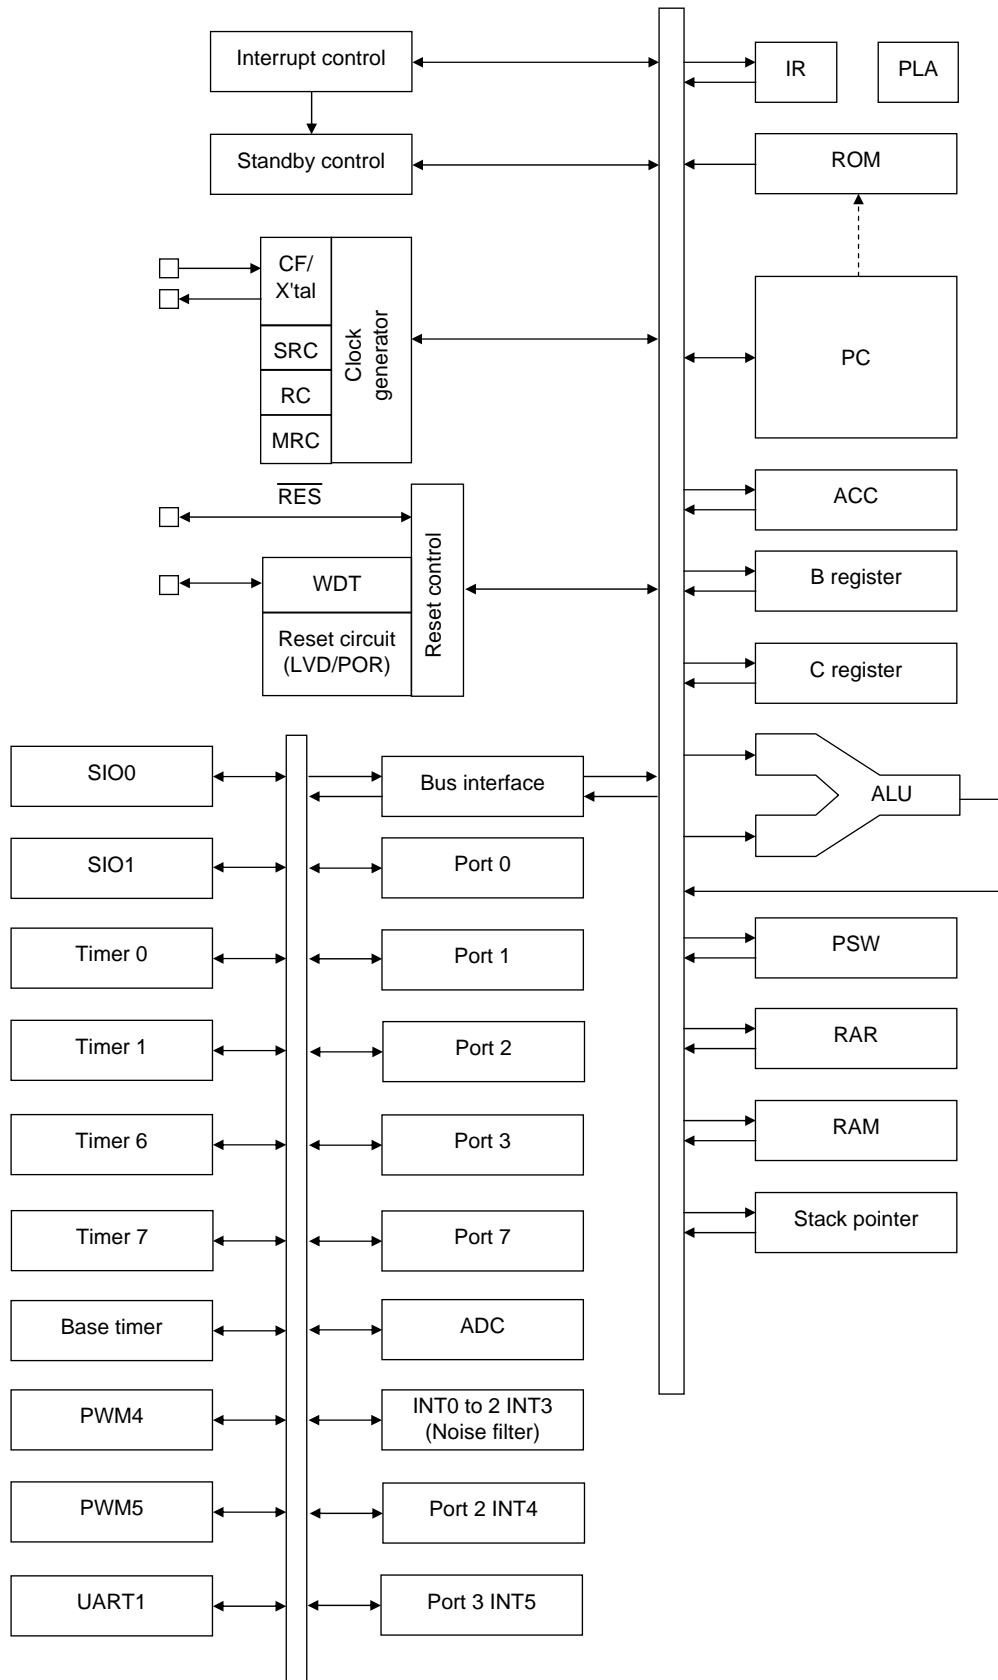 Interrupt control
IR
PLA
Standby control
ROM
CF/
X'tal
SRC
RC
MRC
Clock
generator
PC
RES
ACC
WDT
Reset circuit
(LVD/POR)
Reset control
B register
C register
SIO0
Bus interface
ALU
SIO1
Port 0
Timer 0
Port 1
PSW
Timer 1
Port 2
RAR
Timer 6
Port 3
RAM
Timer 7
Port 7
Stack pointer
Base timer
ADC
PWM4
INT0 to 2 INT3
(Noise filter)
PWM5
Port 2 INT4
UART1
Port 3 INT5